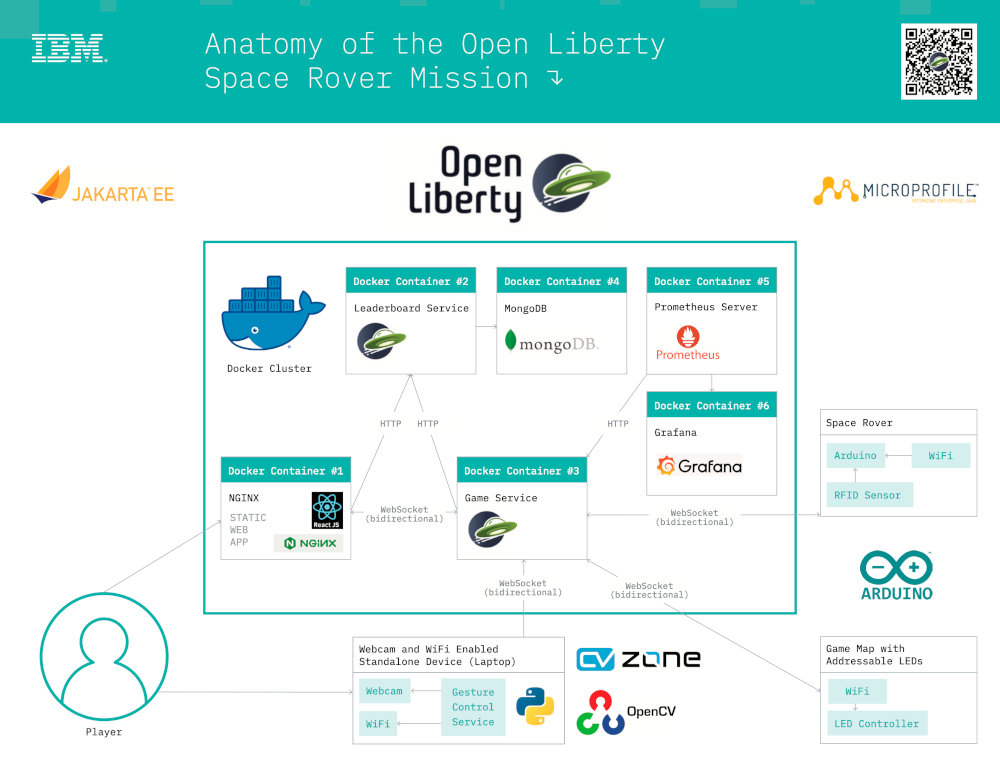 IBM
Anatomy of the Open Liberty
Space Rover Mission
JAKARTA EE
Open
Liberty
MICROPROFILE
OPTIMIZING ENTERPRISE JAVA
Docker Cluster
Docker Container #2
Leaderboard Service
Docker Container #4
MongoDB
mongoDB.
Docker Container #5
Prometheus Server
Prometheus
Docker Container #6
Grafana
Grafana
HTTP
HTTP
HTTP
Docker Container #1
NGINX
STATIC
WEB
APP
React JS
NGINX
WebSocket
(bidirectional)
Docker Container #3
Game Service
WebSocket
(bidirectional)
WebSocket
(bidirectional)
WebSocket
(bidirectional)
Space Rover
Arduino
WiFi
RFID Sensor
ARDUINO
Player
Webcam and WiFi Enabled
Standalone Device (Laptop)
Webcam
WiFi
Gesture
Control
Service
CV ZONE
OpenCV
Game Map with
Addressable LEDs
WiFi
LED Controller